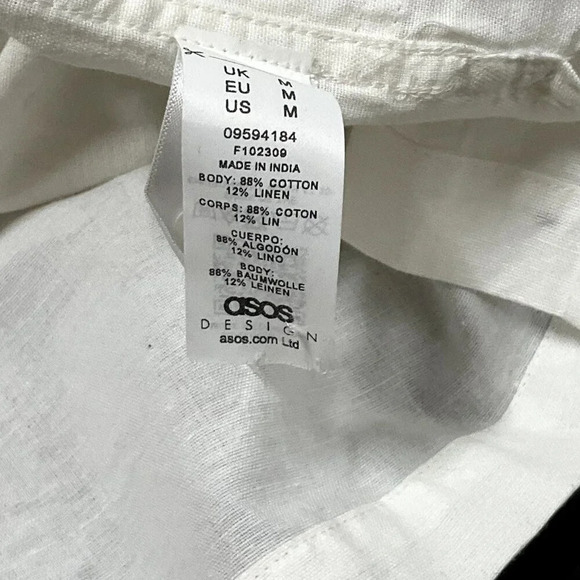 UK M
EU M
US M
09594184
F102309
MADE IN INDIA
BODY: 88% COTTON
12% LINEN
CORPS: 88% COTON
12% LIN
CUERPO:
88% ALGODÓN
12% LINO
BODY:
88% BAUMWOLLE
12% LEINEN
asos
DESIGN
asos.com Ltd